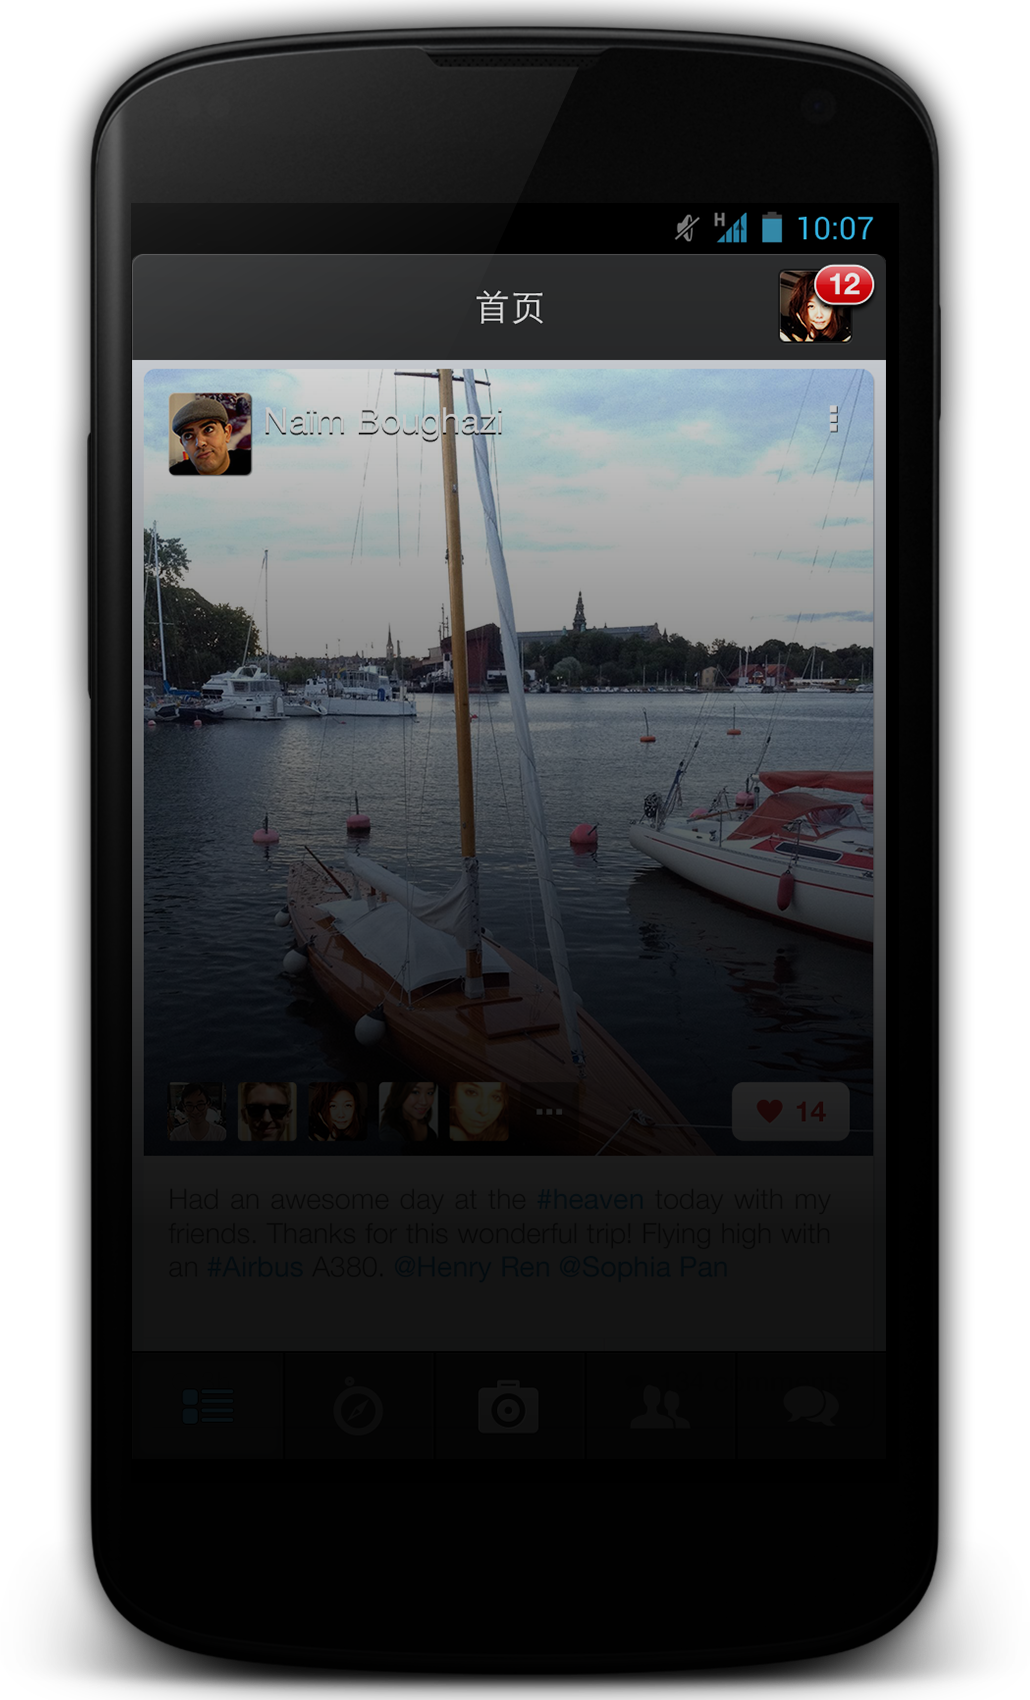 H 10:07
首页
12
Naïm Boughazi
14
Had an awesome day at the #heaven today with my
friends. Thanks for this wonderful trip! Flying high with
an #Airbus A380. @Henry Ren @Sophia Pan